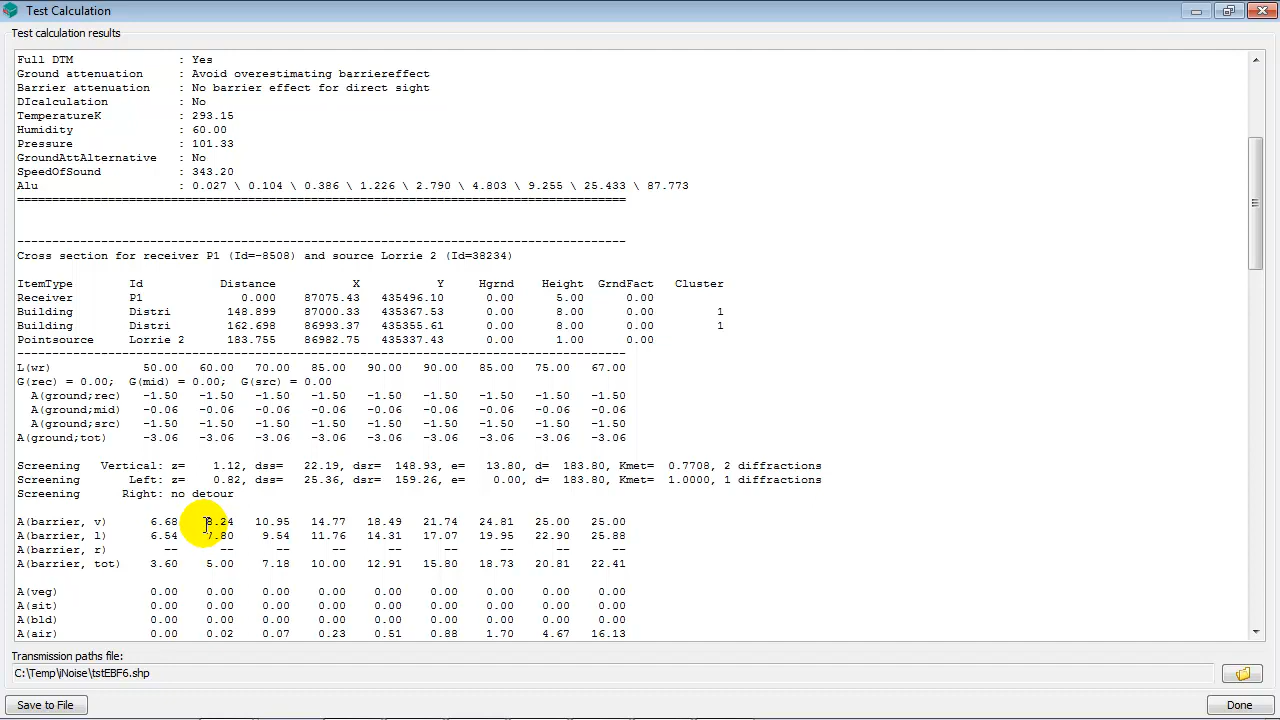 Test Calculation
Test calculation results
Full DTM : Yes
Ground attenuation : Avoid overestimating barriereffect
Barrier attenuation : No barrier effect for direct sight
DIcalculation : No
TemperatureK : 293.15
Humidity : 60.00
Pressure : 101.33
GroundAttAlternative : No
SpeedOfSound : 343.20
Alu : 0.027 \ 0.104 \ 0.386 \ 1.226 \ 2.790 \ 4.803 \ 9.255 \ 25.433 \ 87.773
=======================================================================================
---------------------------------------------------------------------------------------
Cross section for receiver P1 (Id=-8508) and source Lorrie 2 (Id=38234)
ItemType Id Distance X Y Hgrnd Height GrndFact Cluster
Receiver P1 0.000 87075.43 435496.10 0.00 5.00 0.00
Building Distri 148.899 87000.33 435367.53 0.00 8.00 0.00 1
Building Distri 162.698 86993.37 435355.61 0.00 8.00 0.00 1
Pointsource Lorrie 2 183.755 86982.75 435337.43 0.00 1.00 0.00
---------------------------------------------------------------------------------------
L(wr) 50.00 60.00 70.00 85.00 90.00 90.00 85.00 75.00 67.00
G(rec) = 0.00; G(mid) = 0.00; G(src) = 0.00
A(ground;rec) -1.50 -1.50 -1.50 -1.50 -1.50 -1.50 -1.50 -1.50 -1.50
A(ground;mid) -0.06 -0.06 -0.06 -0.06 -0.06 -0.06 -0.06 -0.06 -0.06
A(ground;src) -1.50 -1.50 -1.50 -1.50 -1.50 -1.50 -1.50 -1.50 -1.50
A(ground;tot) -3.06 -3.06 -3.06 -3.06 -3.06 -3.06 -3.06 -3.06 -3.06
Screening Vertical: z= 1.12, dss= 22.19, dsr= 148.93, e= 13.80, d= 183.80, Kmet= 0.7708, 2 diffractions
Screening Left: z= 0.82, dss= 25.36, dsr= 159.26, e= 0.00, d= 183.80, Kmet= 1.0000, 1 diffractions
Screening Right: no detour
A(barrier, v) 6.68 8.24 10.95 14.77 18.49 21.74 24.81 25.00 25.00
A(barrier, l) 6.54 7.80 9.54 11.76 14.31 17.07 19.95 22.90 25.88
A(barrier, r) -- -- -- -- -- -- -- -- --
A(barrier, tot) 3.60 5.00 7.18 10.00 12.91 15.80 18.73 20.81 22.41
A(veg) 0.00 0.00 0.00 0.00 0.00 0.00 0.00 0.00 0.00
A(sit) 0.00 0.00 0.00 0.00 0.00 0.00 0.00 0.00 0.00
A(bld) 0.00 0.00 0.00 0.00 0.00 0.00 0.00 0.00 0.00
A(air) 0.00 0.02 0.07 0.23 0.51 0.88 1.70 4.67 16.13
Transmission paths file:
C:\Temp\iNoise\tstEBF6.shp
Save to File
Done